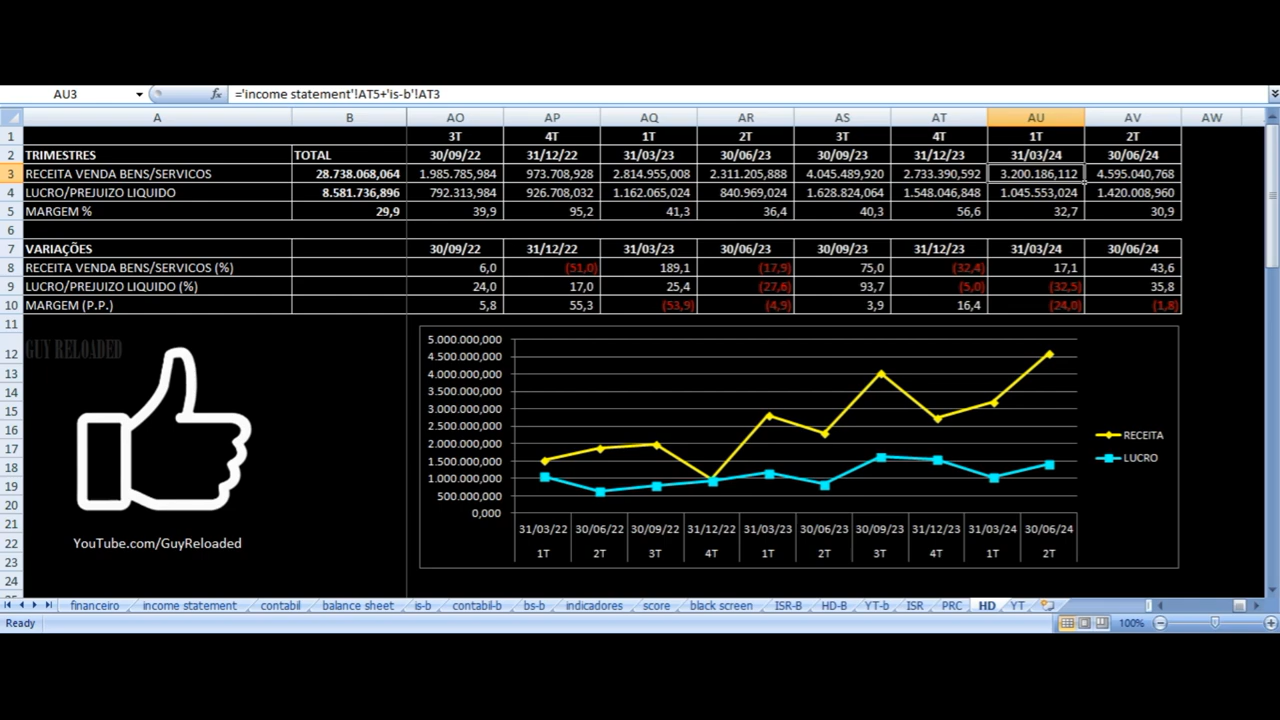 AU3 fx ='income statement'!AT5+'is-b'!AT3
A B AO AP AQ AR AS AT AU AV AW
1 3T 4T 1T 2T 3T 4T 1T 2T
2 TRIMESTRES TOTAL 30/09/22 31/12/22 31/03/23 30/06/23 30/09/23 31/12/23 31/03/24 30/06/24
3 RECEITA VENDA BENS/SERVICOS 28.738.068,064 1.985.785,984 973.708,928 2.814.955,008 2.311.205,888 4.045.489,920 2.733.390,592 3.200.186,112 4.595.040,768
4 LUCRO/PREJUIZO LIQUIDO 8.581.736,896 792.313,984 926.708,032 1.162.065,024 840.969,024 1.628.824,064 1.548.046,848 1.045.553,024 1.420.008,960
5 MARGEM % 29,9 39,9 95,2 41,3 36,4 40,3 56,6 32,7 30,9
6
7 VARIAÇÕES 30/09/22 31/12/22 31/03/23 30/06/23 30/09/23 31/12/23 31/03/24 30/06/24
8 RECEITA VENDA BENS/SERVICOS (%) 6,0 (51,0) 189,1 (17,9) 75,0 (32,4) 17,1 43,6
9 LUCRO/PREJUIZO LIQUIDO (%) 24,0 17,0 25,4 (27,6) 93,7 (5,0) (32,5) 35,8
10 MARGEM (P.P.) 5,8 55,3 (53,9) (4,9) 3,9 16,4 (24,0) (1,8)
11
12 GUY RELOADED
13
14
15
16
17
18
19
20
21
22 YouTube.com/GuyReloaded
23
24
5.000.000,000
4.500.000,000
4.000.000,000
3.500.000,000
3.000.000,000
2.500.000,000
2.000.000,000
1.500.000,000
1.000.000,000
500.000,000
0,000
31/03/22 30/06/22 30/09/22 31/12/22 31/03/23 30/06/23 30/09/23 31/12/23 31/03/24 30/06/24
1T 2T 3T 4T 1T 2T 3T 4T 1T 2T
RECEITA
LUCRO
financeiro income statement contabil balance sheet is-b contabil-b bs-b indicadores score black screen ISR-B HD-B YT-b ISR PRC HD YT
Ready 100%